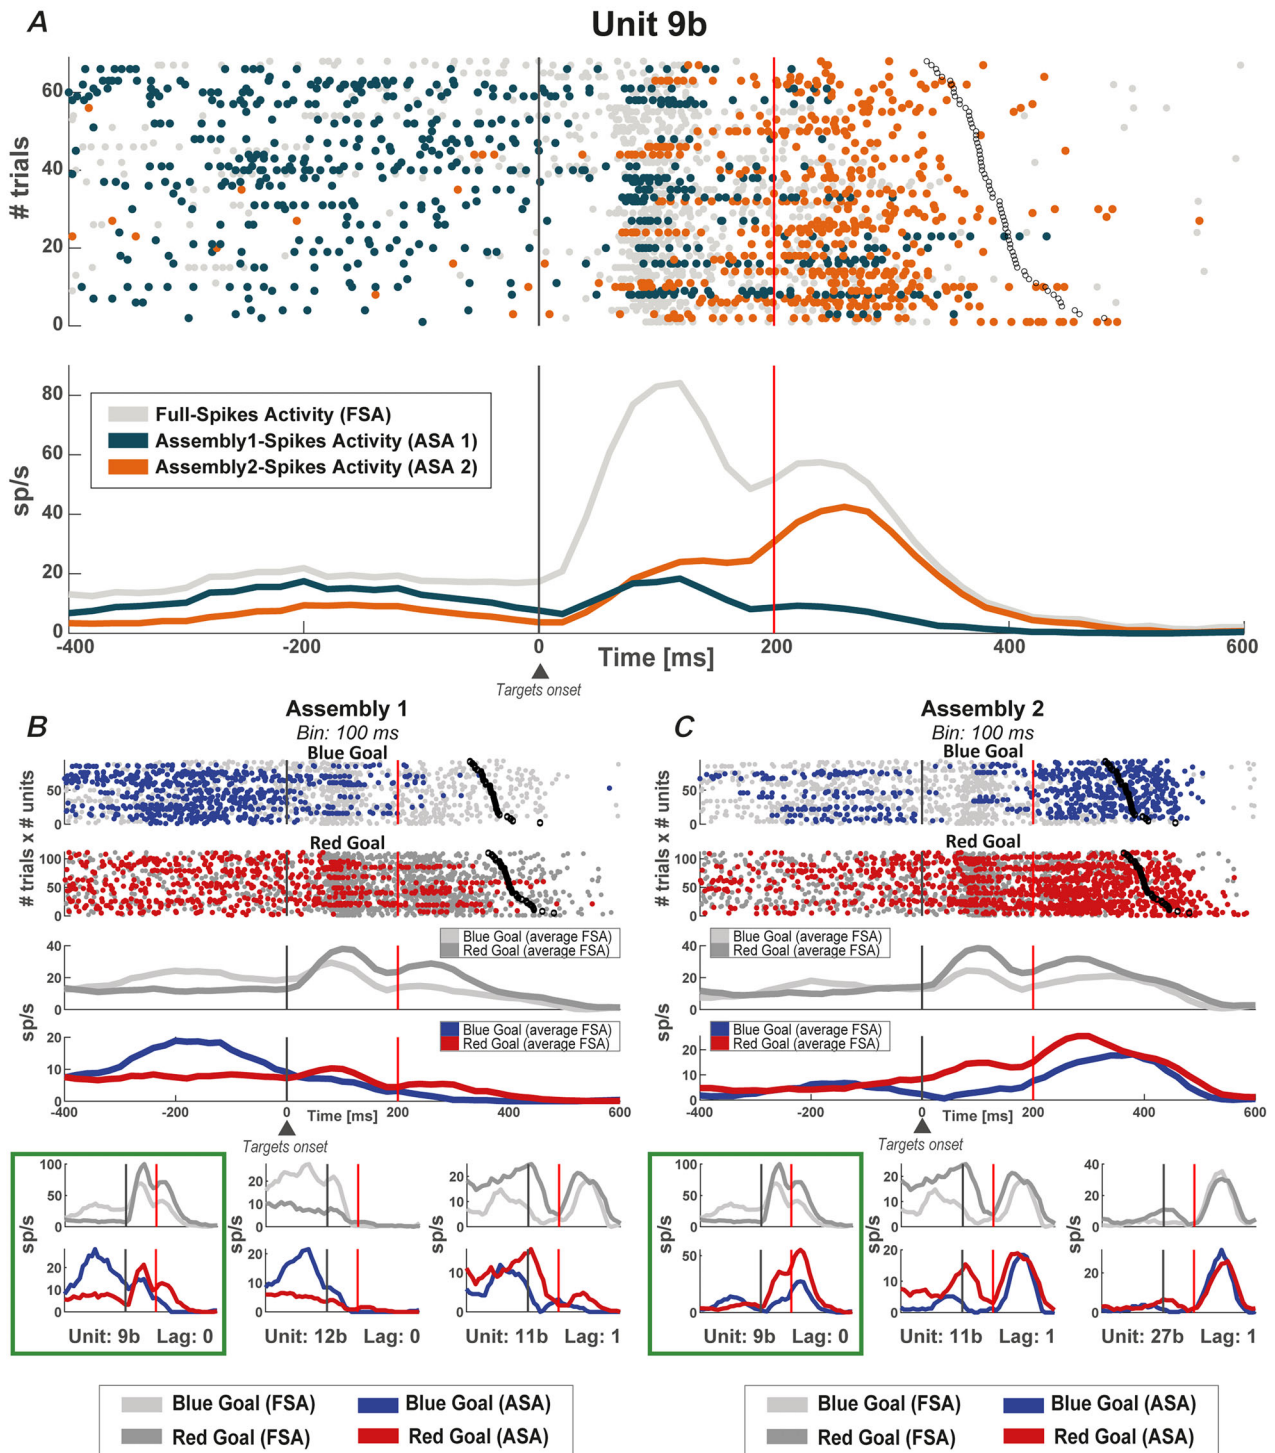 A
Unit 9b
# trials
60
40
20
0
sp/s
80
60
40
20
0
Full-Spikes Activity (FSA)
Assembly1-Spikes Activity (ASA 1)
Assembly2-Spikes Activity (ASA 2)
-400 -200 0 200 400 600
Time [ms]
Targets onset
B
Assembly 1
Bin: 100 ms
Blue Goal
# trials x # units
50
0
Red Goal
100
50
0
Blue Goal (average FSA)
Red Goal (average FSA)
40
20
0
sp/s
Blue Goal (average FSA)
Red Goal (average FSA)
20
10
0
-400 -200 0 200 400 600
Time [ms]
Targets onset
100
50
0
sp/s
20
10
0
Unit: 9b Lag: 0
20
10
0
sp/s
20
10
0
Unit: 12b Lag: 0
20
10
0
sp/s
10
0
Unit: 11b Lag: 1
Blue Goal (FSA) Blue Goal (ASA)
Red Goal (FSA) Red Goal (ASA)
C
Assembly 2
Bin: 100 ms
Blue Goal
# trials x # units
50
0
Red Goal
100
50
0
Blue Goal (average FSA)
Red Goal (average FSA)
40
20
0
sp/s
Blue Goal (average FSA)
Red Goal (average FSA)
20
10
0
-400 -200 0 200 400 600
Time [ms]
Targets onset
100
50
0
sp/s
50
0
Unit: 9b Lag: 0
20
10
0
sp/s
20
10
0
Unit: 11b Lag: 1
40
20
0
sp/s
20
0
Unit: 27b Lag: 1
Blue Goal (FSA) Blue Goal (ASA)
Red Goal (FSA) Red Goal (ASA)